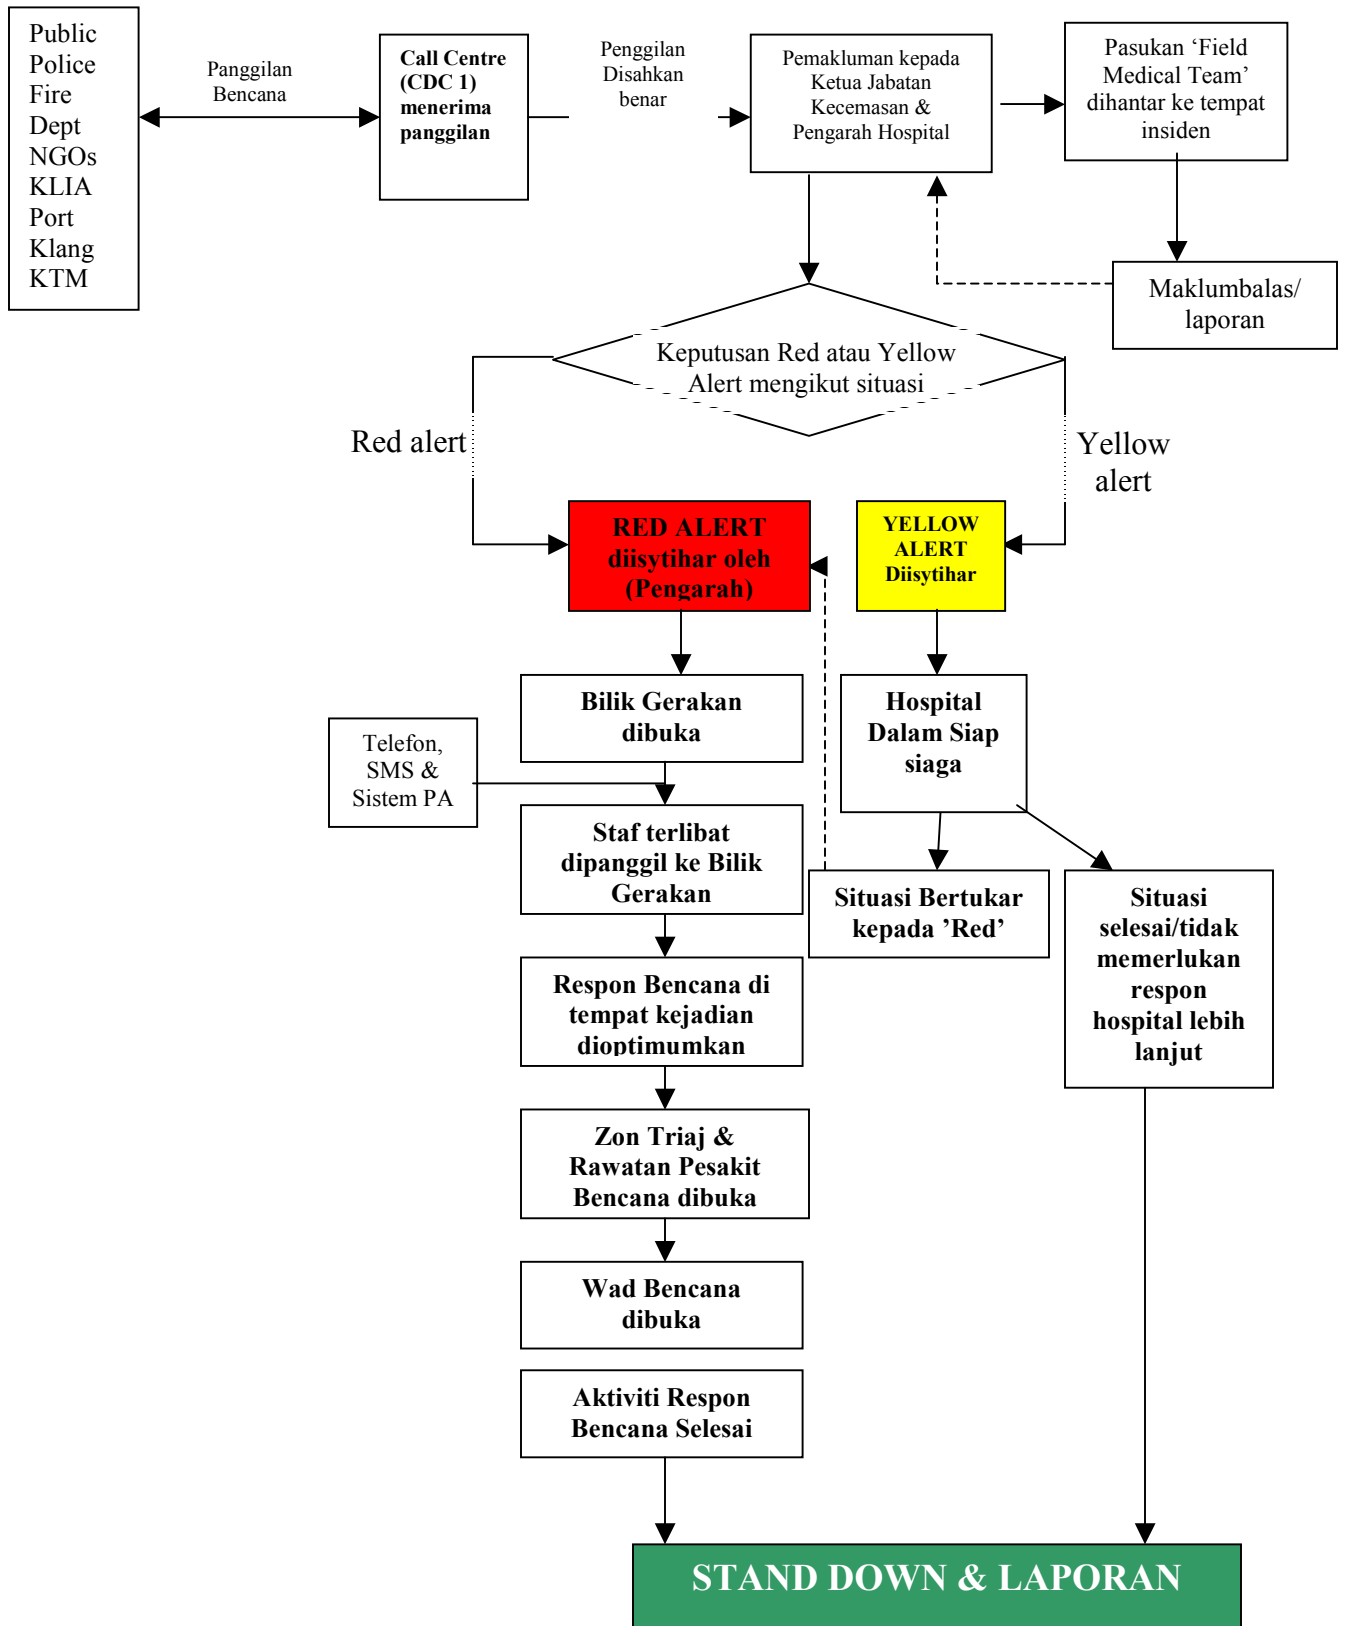 Public
Police
Fire
Dept
NGOs
KLIA
Port
Klang
KTM
Panggilan
Bencana
Call Centre
(CDC 1)
menerima
panggilan
Penggilan
Disahkan
benar
Pemakluman kepada
Ketua Jabatan
Kecemasan &
Pengarah Hospital
Pasukan ‘Field
Medical Team’
dihantar ke tempat
insiden
Maklumbalas/
laporan
Keputusan Red atau Yellow
Alert mengikut situasi
Red alert
Yellow
alert
RED ALERT
diisytihar oleh
(Pengarah)
YELLOW
ALERT
Diisytihar
Bilik Gerakan
dibuka
Hospital
Dalam Siap
siaga
Telefon,
SMS &
Sistem PA
Staf terlibat
dipanggil ke Bilik
Gerakan
Situasi Bertukar
kepada ’Red’
Situasi
selesai/tidak
memerlukan
respon
hospital lebih
lanjut
Respon Bencana di
tempat kejadian
dioptimumkan
Zon Triaj &
Rawatan Pesakit
Bencana dibuka
Wad Bencana
dibuka
Aktiviti Respon
Bencana Selesai
STAND DOWN & LAPORAN